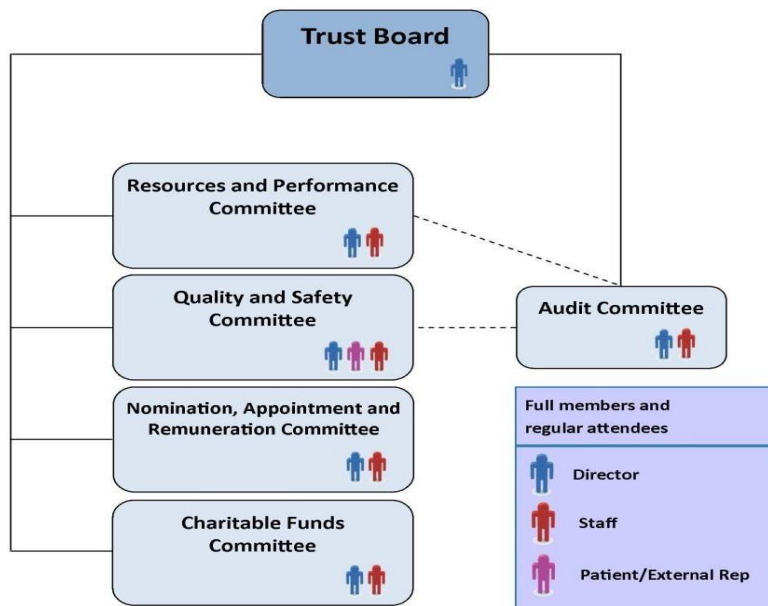 Trust Board
Resources and Performance
Committee
Quality and Safety
Committee
Audit Committee
Nomination, Appointment and
Remuneration Committee
Charitable Funds
Committee
Full members and
regular attendees
Director
Staff
Patient/External Rep